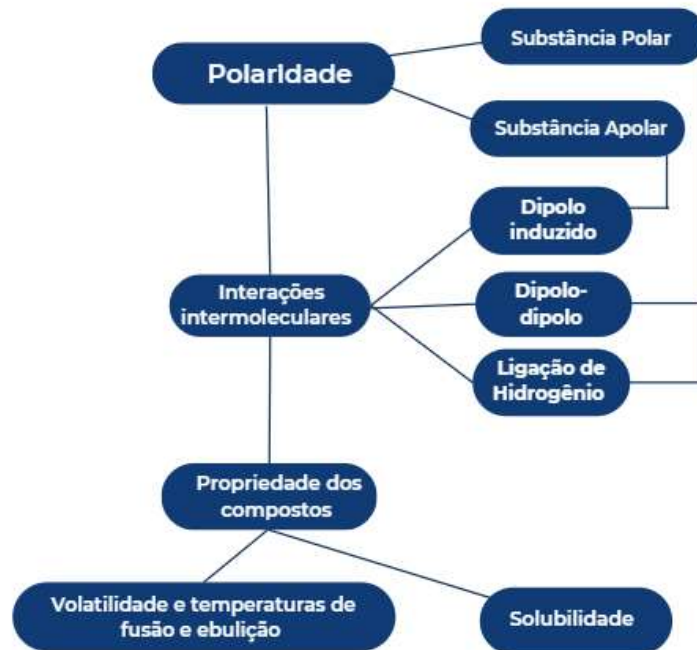 Substância Polar
Polaridade
Substância Apolar
Dipolo
induzido
Interações
intermoleculares
Dipolo-
dipolo
Ligação de
Hidrogênio
Propriedade dos
compostos
Volatilidade e temperaturas de
fusão e ebulição
Solubilidade